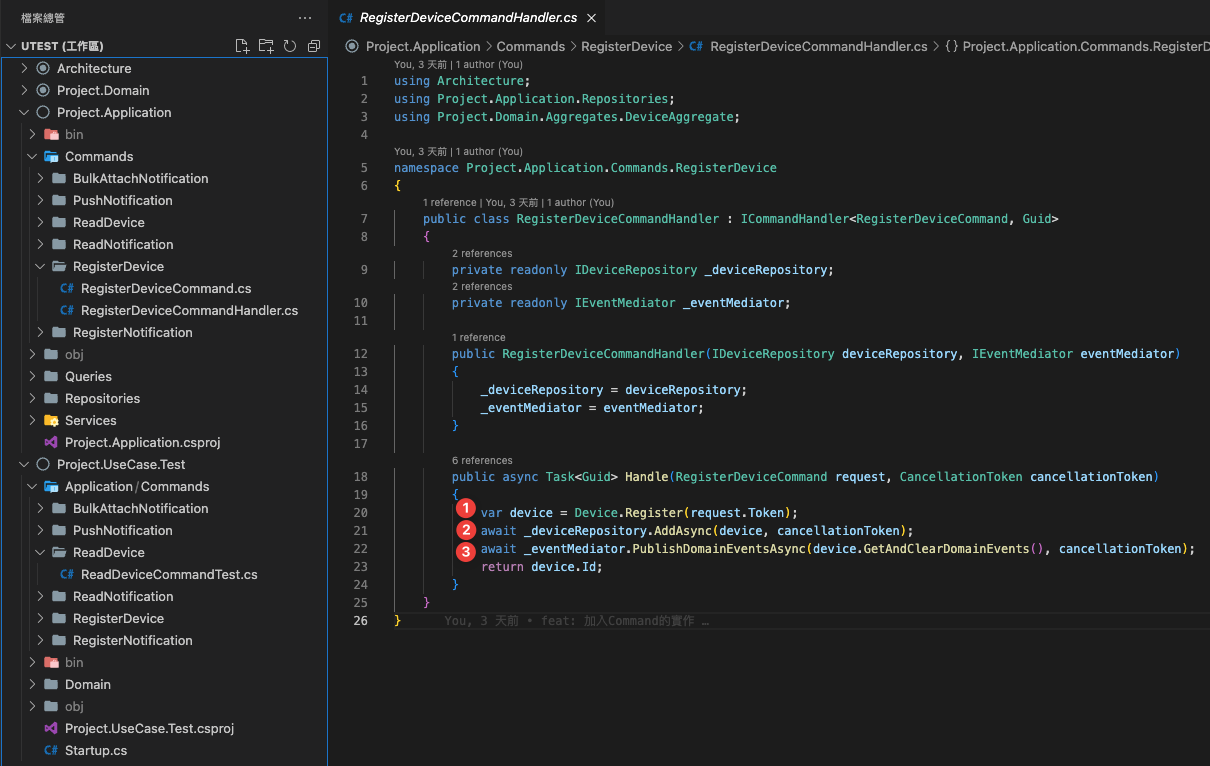 檔案總管
UTEST (工作區)
Architecture
Project.Domain
Project.Application
bin
Commands
BulkAttachNotification
PushNotification
ReadDevice
ReadNotification
RegisterDevice
C# RegisterDeviceCommand.cs
C# RegisterDeviceCommandHandler.cs
RegisterNotification
obj
Queries
Repositories
Services
Project.Application.csproj
Project.UseCase.Test
Application/Commands
BulkAttachNotification
PushNotification
ReadDevice
C# ReadDeviceCommandTest.cs
ReadNotification
RegisterDevice
RegisterNotification
bin
Domain
obj
Project.UseCase.Test.csproj
C# Startup.cs
C# RegisterDeviceCommandHandler.cs
Project.Application > Commands > RegisterDevice > C# RegisterDeviceCommandHandler.cs > {} Project.Application.Commands.RegisterD
You, 3 天前 | 1 author (You)
1 using Architecture;
2 using Project.Application.Repositories;
3 using Project.Domain.Aggregates.DeviceAggregate;
4
You, 3 天前 | 1 author (You)
5 namespace Project.Application.Commands.RegisterDevice
6 {
1 reference | You, 3 天前 | 1 author (You)
7 public class RegisterDeviceCommandHandler : ICommandHandler<RegisterDeviceCommand, Guid>
8 {
2 references
9 private readonly IDeviceRepository _deviceRepository;
2 references
10 private readonly IEventMediator _eventMediator;
11
1 reference
12 public RegisterDeviceCommandHandler(IDeviceRepository deviceRepository, IEventMediator eventMediator)
13 {
14 _deviceRepository = deviceRepository;
15 _eventMediator = eventMediator;
16 }
17
6 references
18 public async Task<Guid> Handle(RegisterDeviceCommand request, CancellationToken cancellationToken)
19 {
20 1 var device = Device.Register(request.Token);
21 2 await _deviceRepository.AddAsync(device, cancellationToken);
22 3 await _eventMediator.PublishDomainEventsAsync(device.GetAndClearDomainEvents(), cancellationToken);
23 return device.Id;
24 }
25 }
26 } You, 3 天前 • feat: 加入Command的實作 …